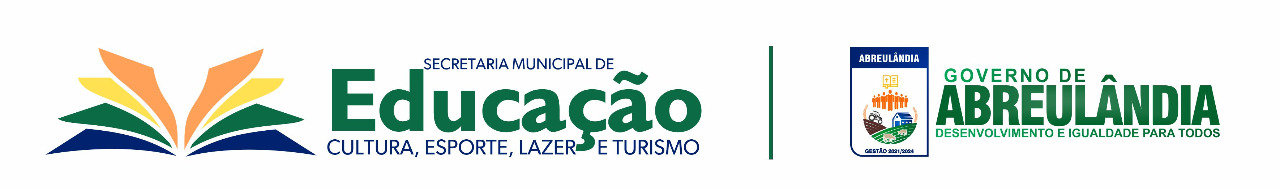 SECRETARIA MUNICIPAL DE
Educação
CULTURA, ESPORTE, LAZER E TURISMO
ABREULÂNDIA
GESTÃO 2021/2024
GOVERNO DE
ABREULÂNDIA
DESENVOLVIMENTO E IGUALDADE PARA TODOS